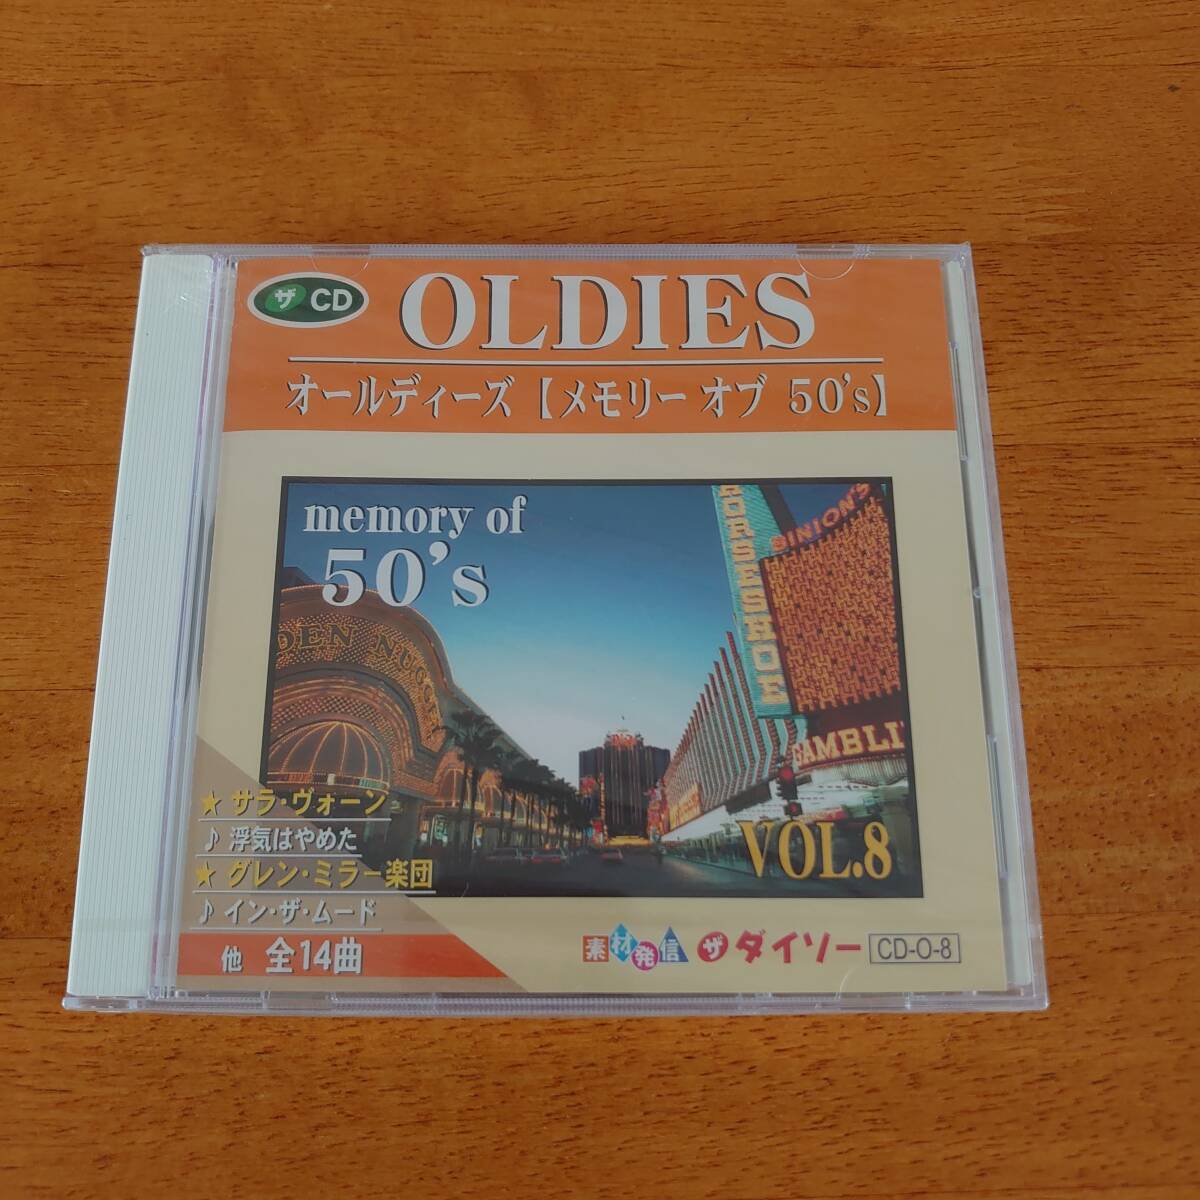 ザ CD
OLDIES
オールディーズ【メモリー オブ 50's】
memory of
50's
DEN NUGGET
HORSESHOE
BINION'S
GAMBLI
VOL.8
★ サラ・ヴォーン
♪ 浮気はやめた
★ グレン・ミラー楽団
♪ イン・ザ・ムード
他 全14曲
素材発信 ザ ダイソー CD-O-8